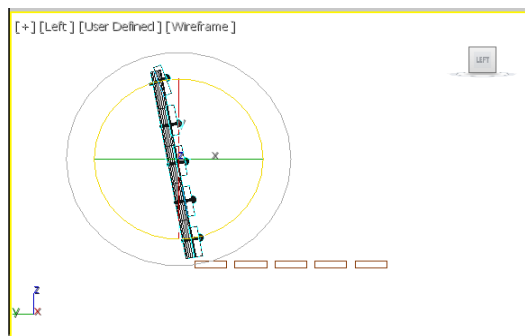 [+] [Left] [User Defined] [Wireframe]
LEFT
x
z
y
x